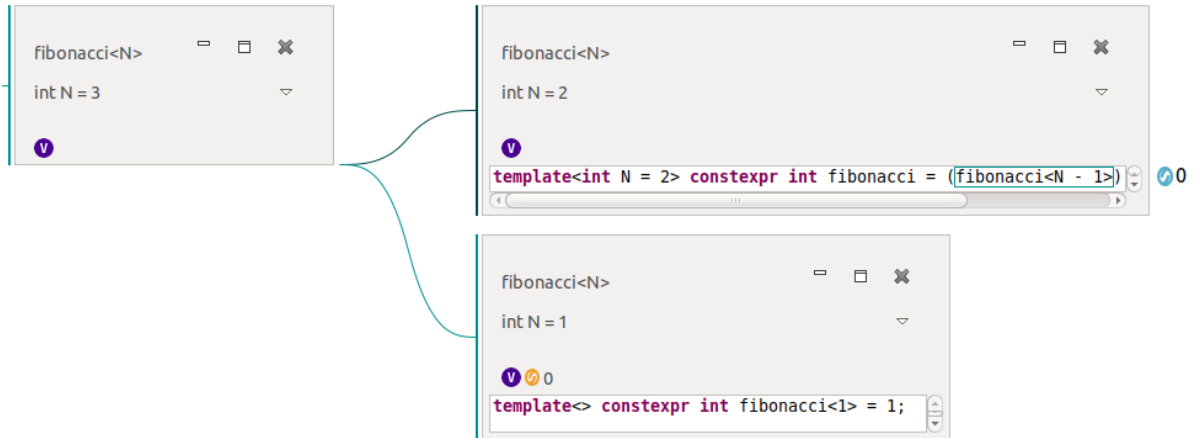 fibonacci<N>
int N = 3
V
fibonacci<N>
int N = 2
V
template<int N = 2> constexpr int fibonacci = (fibonacci<N - 1>)
0
fibonacci<N>
int N = 1
V 0
template<> constexpr int fibonacci<1> = 1;